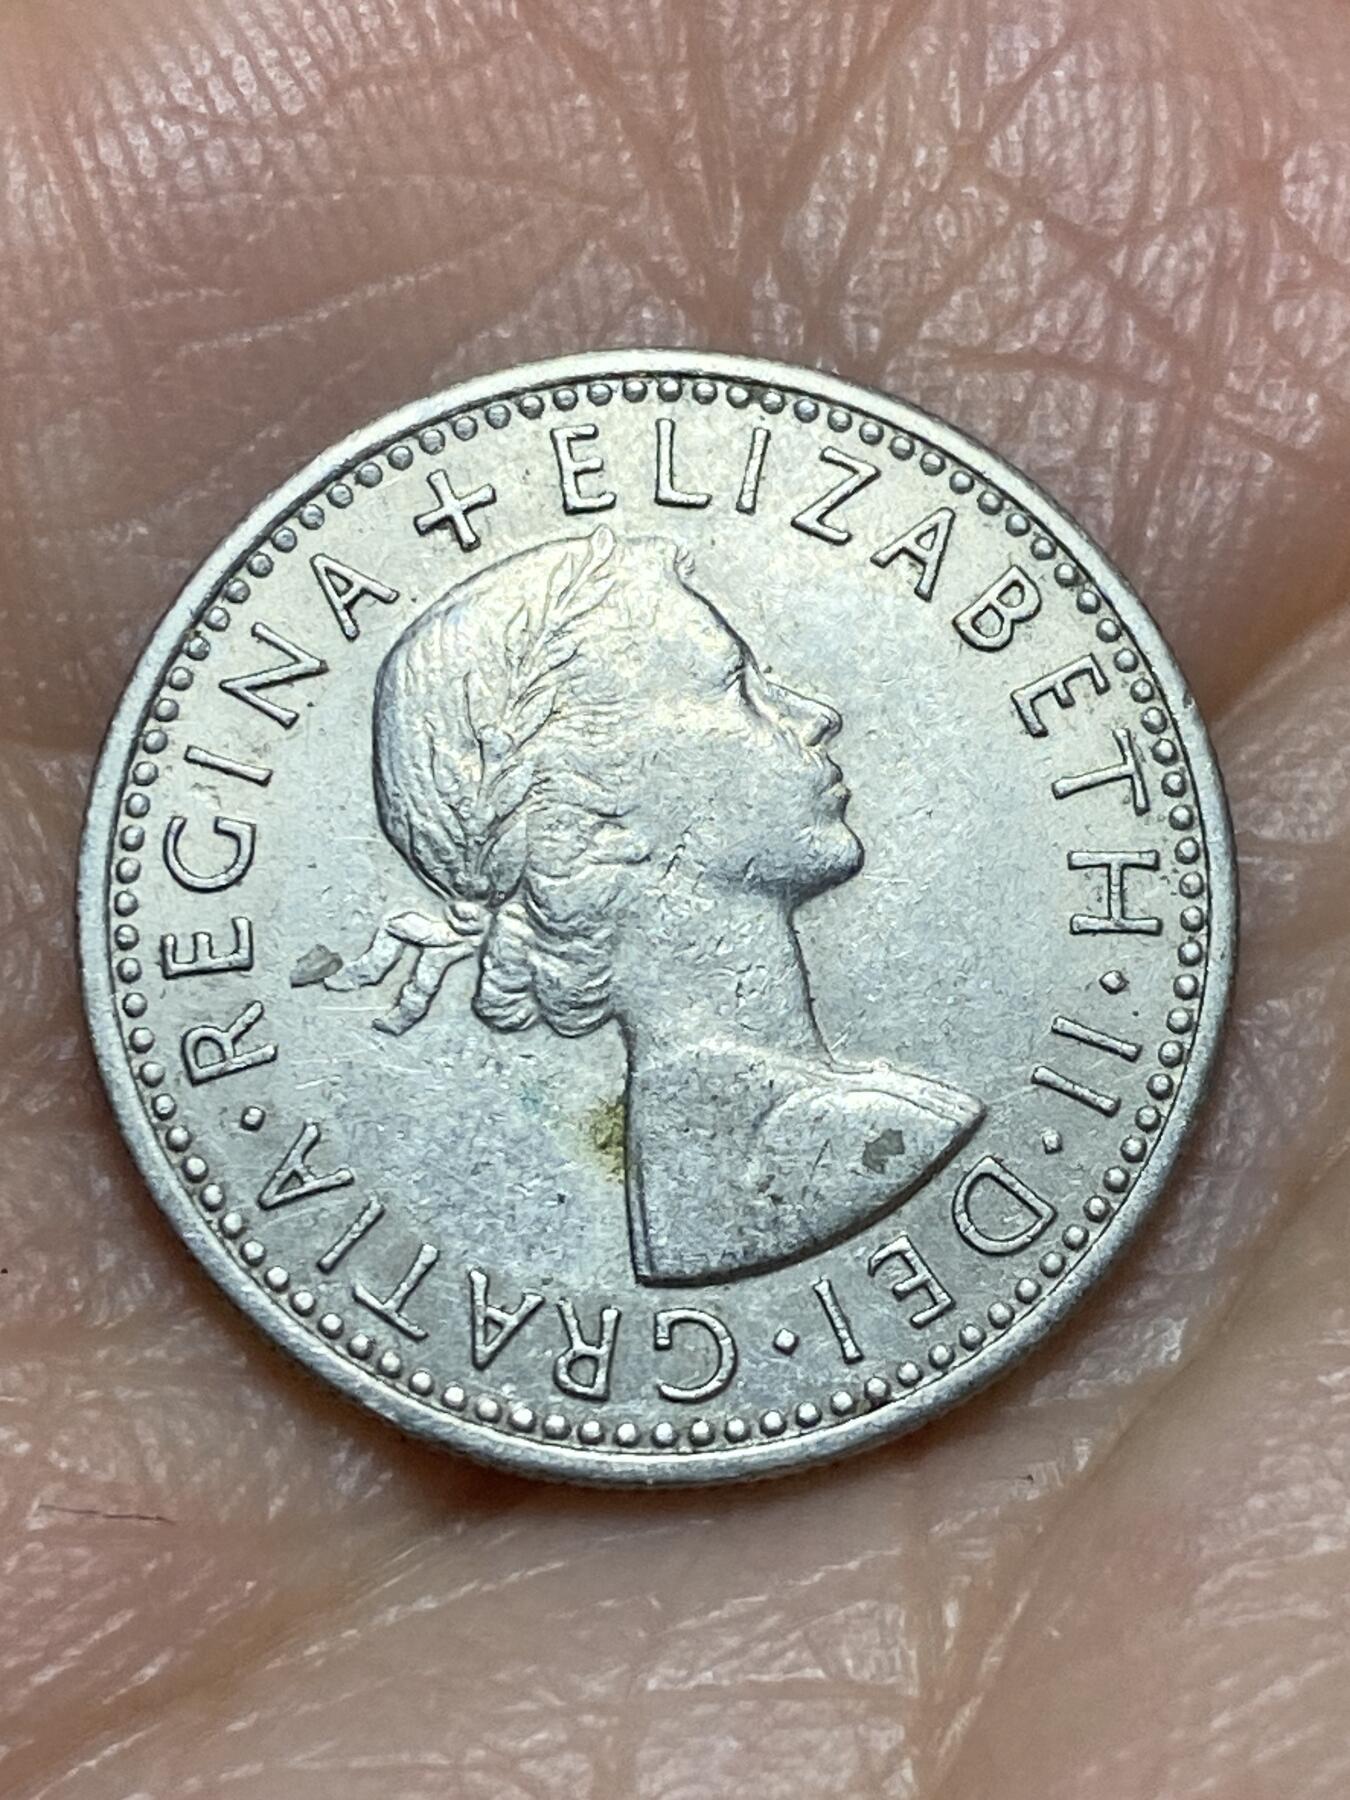 + ELIZABETH · II · DEI · GRATIA · REGINA